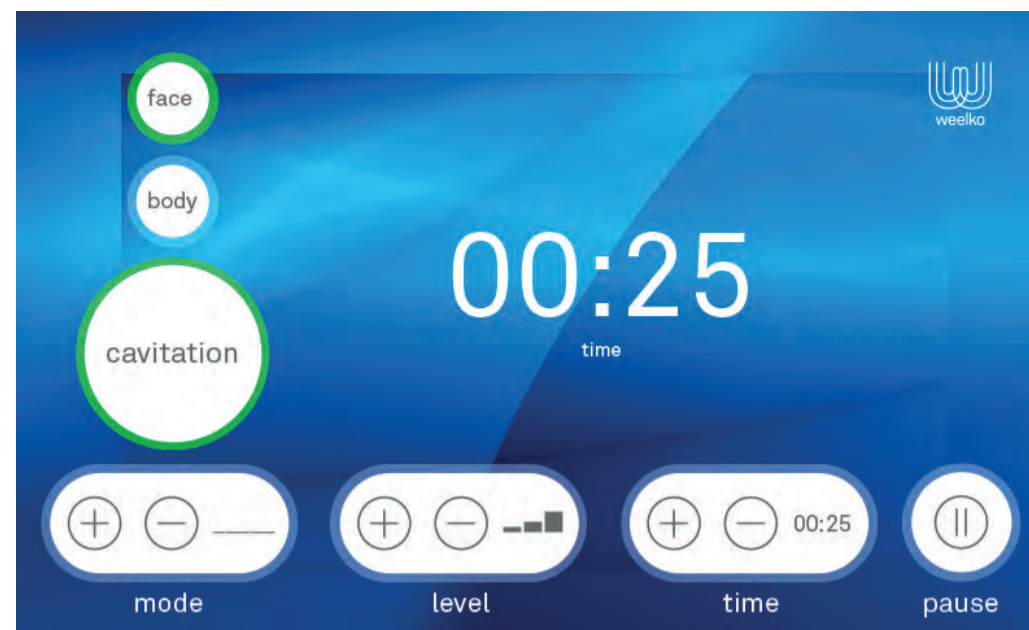 face
weelko
body
00:25
time
cavitation
00:25
mode
level
time
pause